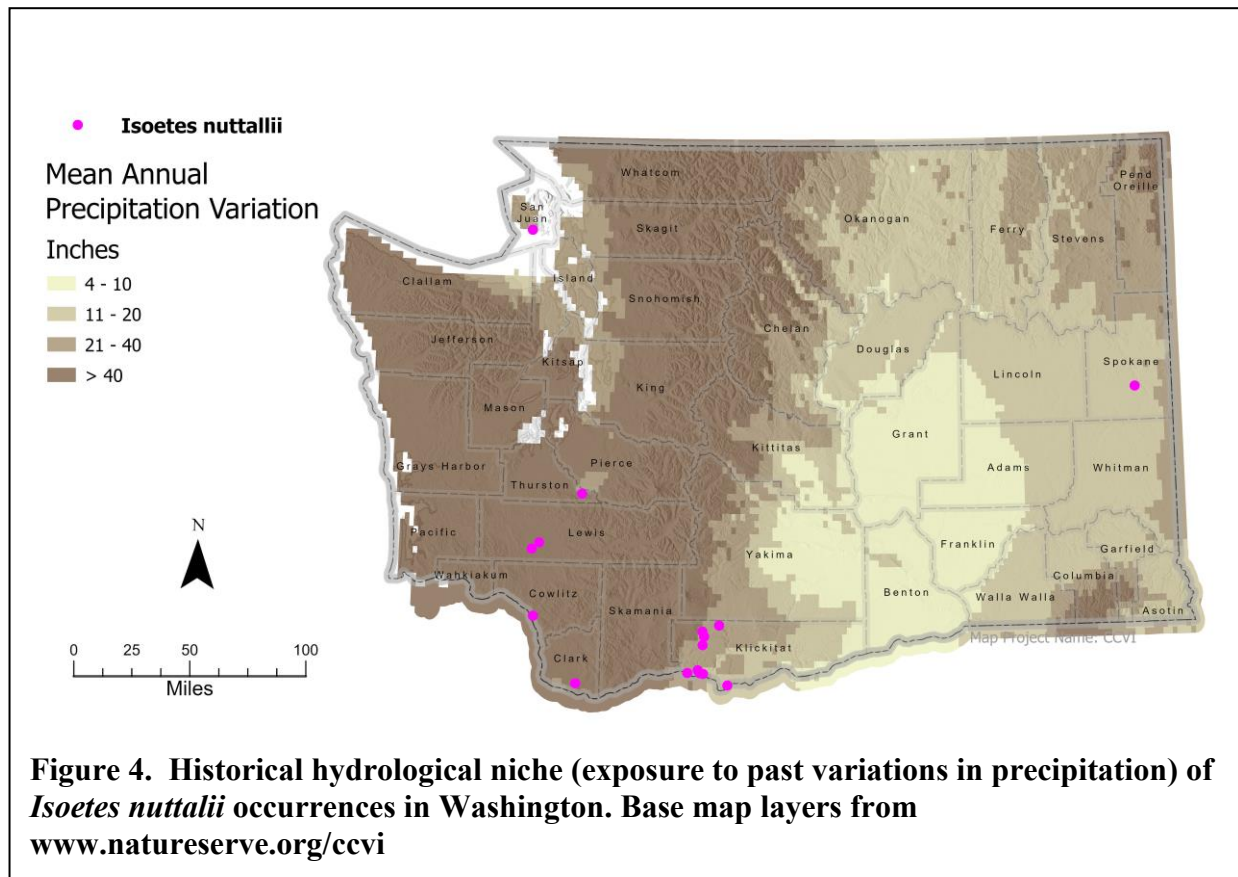 Isoetes nuttallii
Mean Annual
Precipitation Variation
Inches
4 - 10
11 - 20
21 - 40
> 40
N
0 25 50 100
Miles
Whatcom
San
Juan
Skagit
Island
Clallam
Snohomish
Jefferson
Kitsap
King
Mason
Grays Harbor
Pierce
Thurston
Pacific
Lewis
Wahkiakum
Cowlitz
Skamania
Clark
Okanogan
Ferry
Stevens
Pend
Oreille
Chelan
Douglas
Lincoln
Spokane
Grant
Kittitas
Adams
Whitman
Yakima
Franklin
Garfield
Benton
Columbia
Walla Walla
Asotin
Klickitat
Map Project Name: CCVI
Figure 4. Historical hydrological niche (exposure to past variations in precipitation) of
Isoetes nuttalii occurrences in Washington. Base map layers from
www.natureserve.org/ccvi